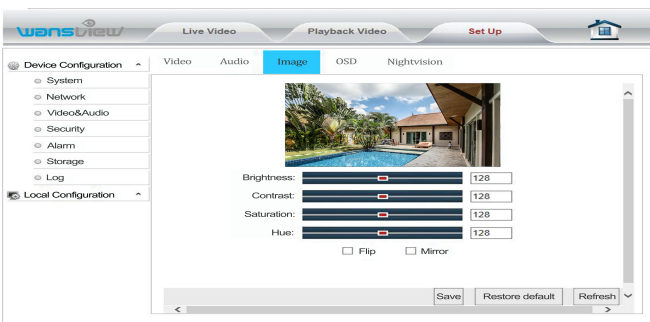 wansview
Live Video
Playback Video
Set Up
Device Configuration
System
Network
Video&Audio
Security
Alarm
Storage
Log
Local Configuration
Video
Audio
Image
OSD
Nightvision
Brightness: 128
Contrast: 128
Saturation: 128
Hue: 128
Flip
Mirror
Save
Restore default
Refresh